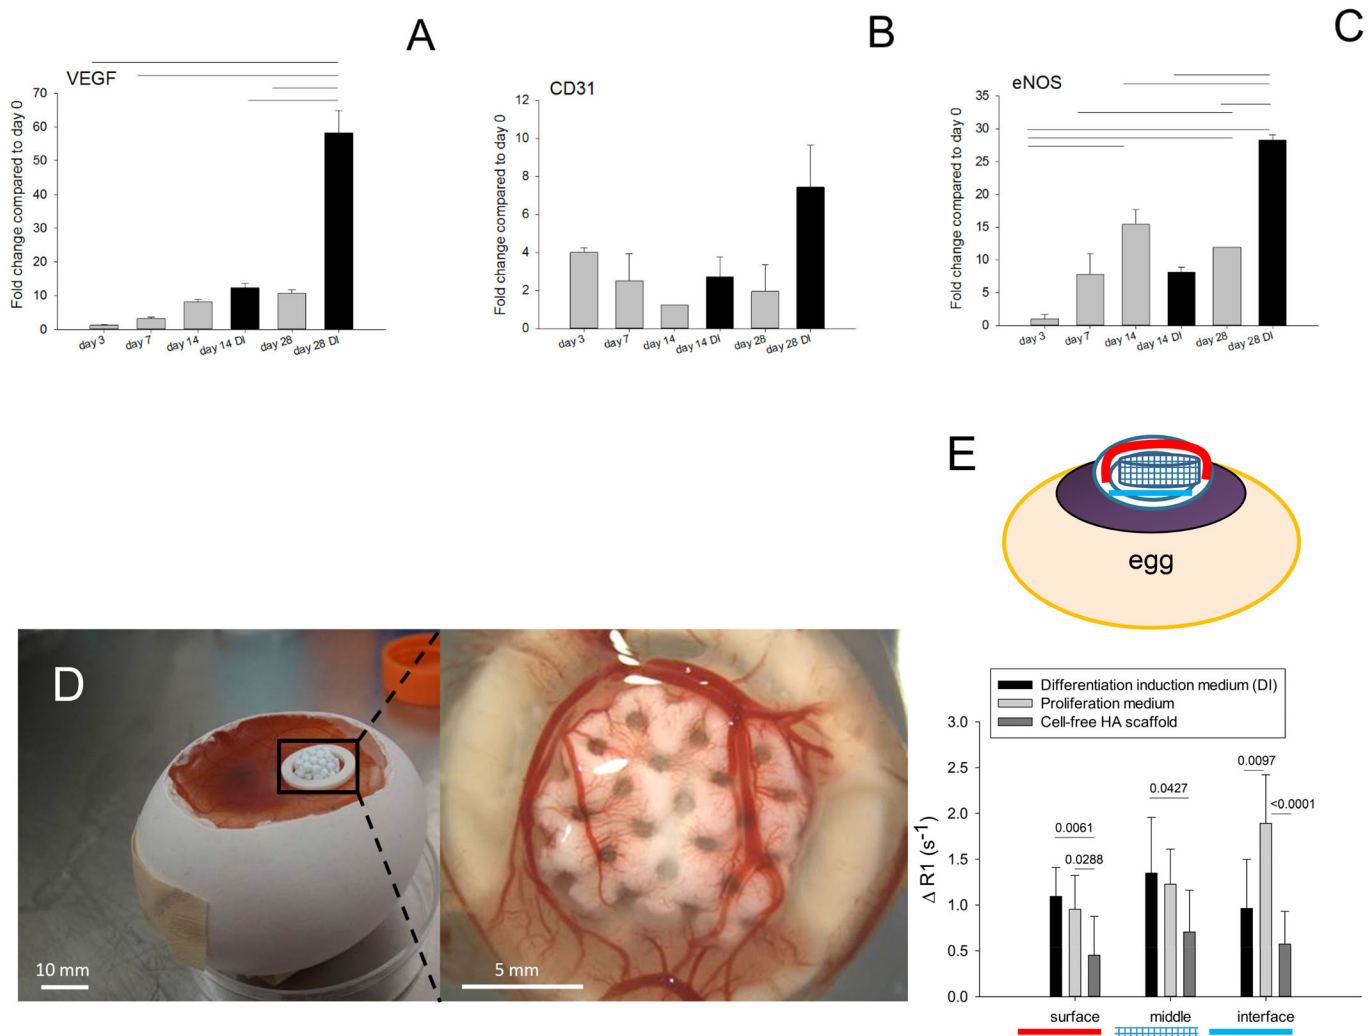 A
VEGF
Fold change compared to day 0
70
60
50
40
30
20
10
0
day 3
day 7
day 14
day 14 DI
day 28
day 28 DI
B
CD31
Fold change compared to day 0
12
10
8
6
4
2
0
day 3
day 7
day 14
day 14 DI
day 28
day 28 DI
C
eNOS
Fold change compared to day 0
35
30
25
20
15
10
5
0
day 3
day 7
day 14
day 14 DI
day 28
day 28 DI
D
10 mm
5 mm
E
egg
Differentiation induction medium (DI)
Proliferation medium
Cell-free HA scaffold
Δ R1 (s⁻¹)
3.0
2.5
2.0
1.5
1.0
0.5
0.0
0.0061
0.0288
0.0427
0.0097
<0.0001
surface
middle
interface